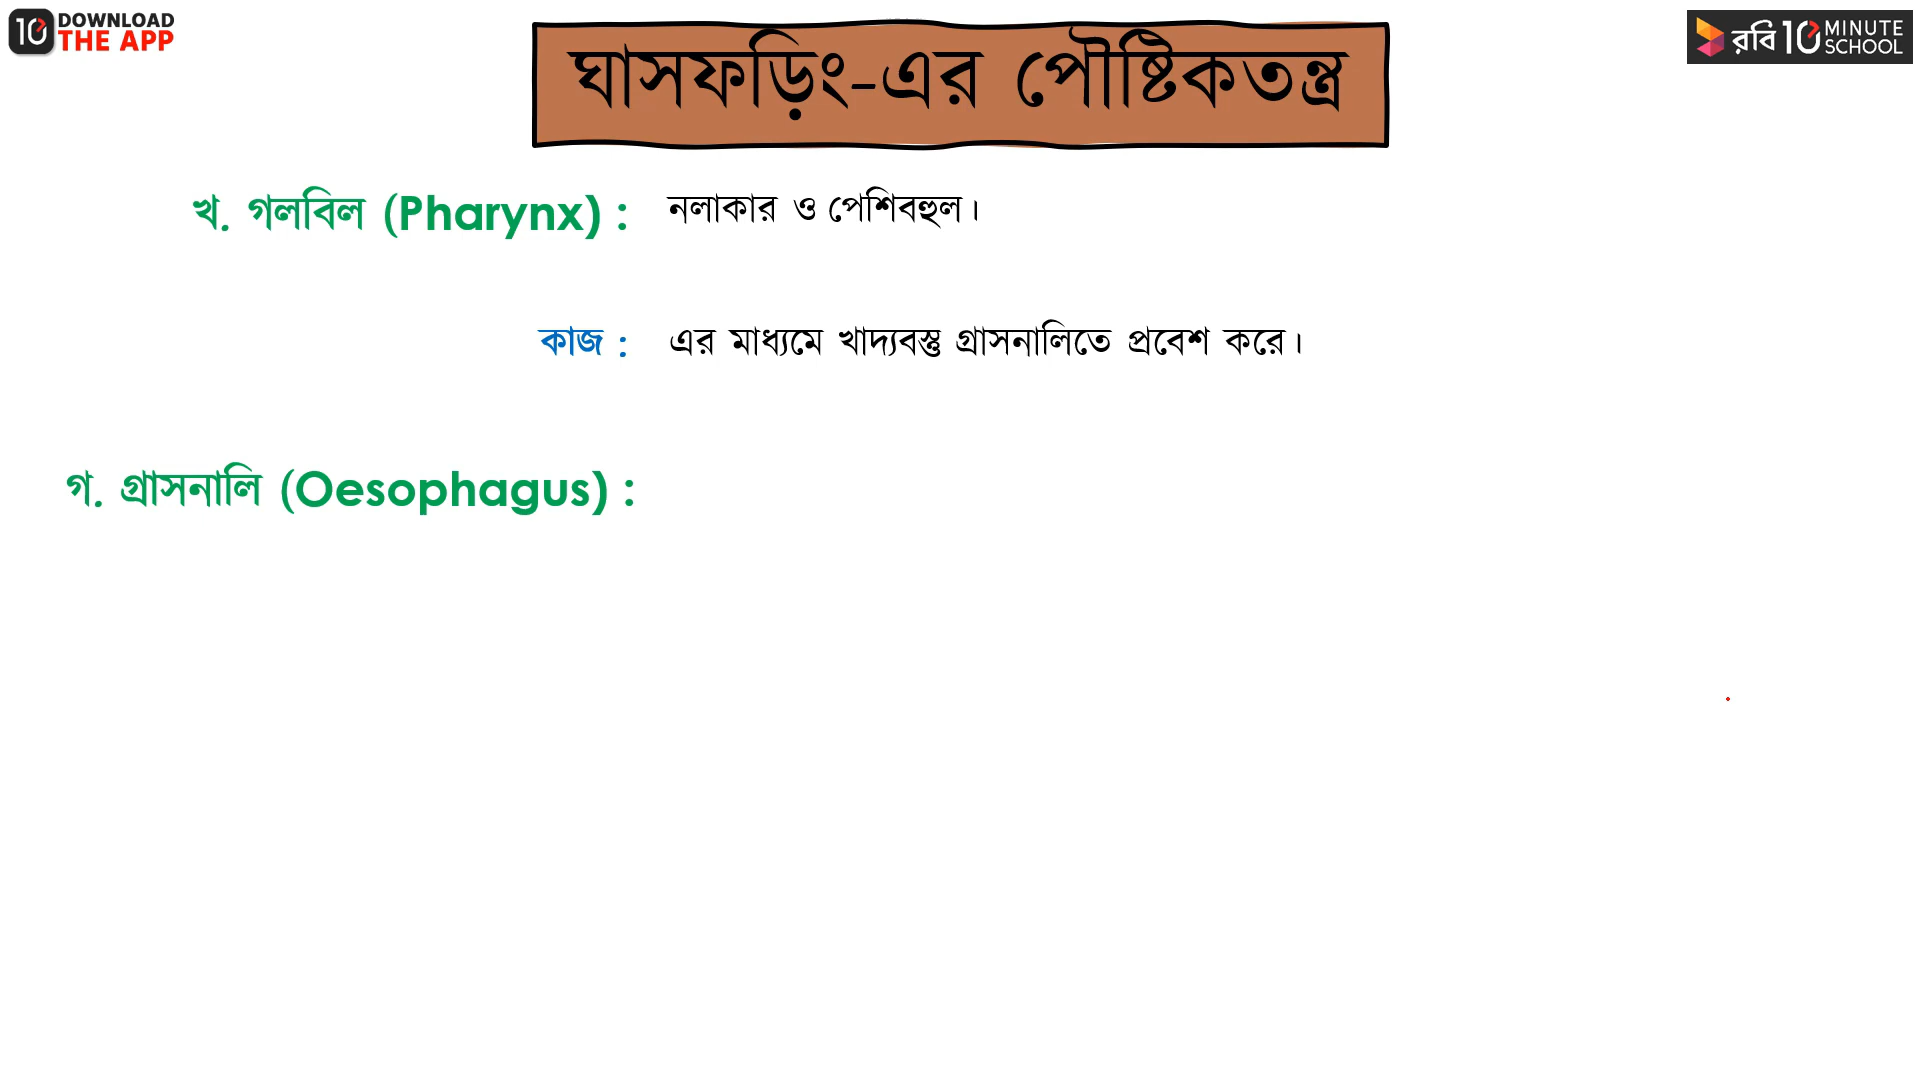 10 DOWNLOAD THE APP
রবি 10 MINUTE SCHOOL
ঘাসফড়িং-এর পৌষ্টিকতন্ত্র
খ. গলবিল (Pharynx) : নলাকার ও পেশিবহুল।
কাজ : এর মাধ্যমে খাদ্যবস্তু গ্রাসনালিতে প্রবেশ করে।
গ. গ্রাসনালি (Oesophagus) :